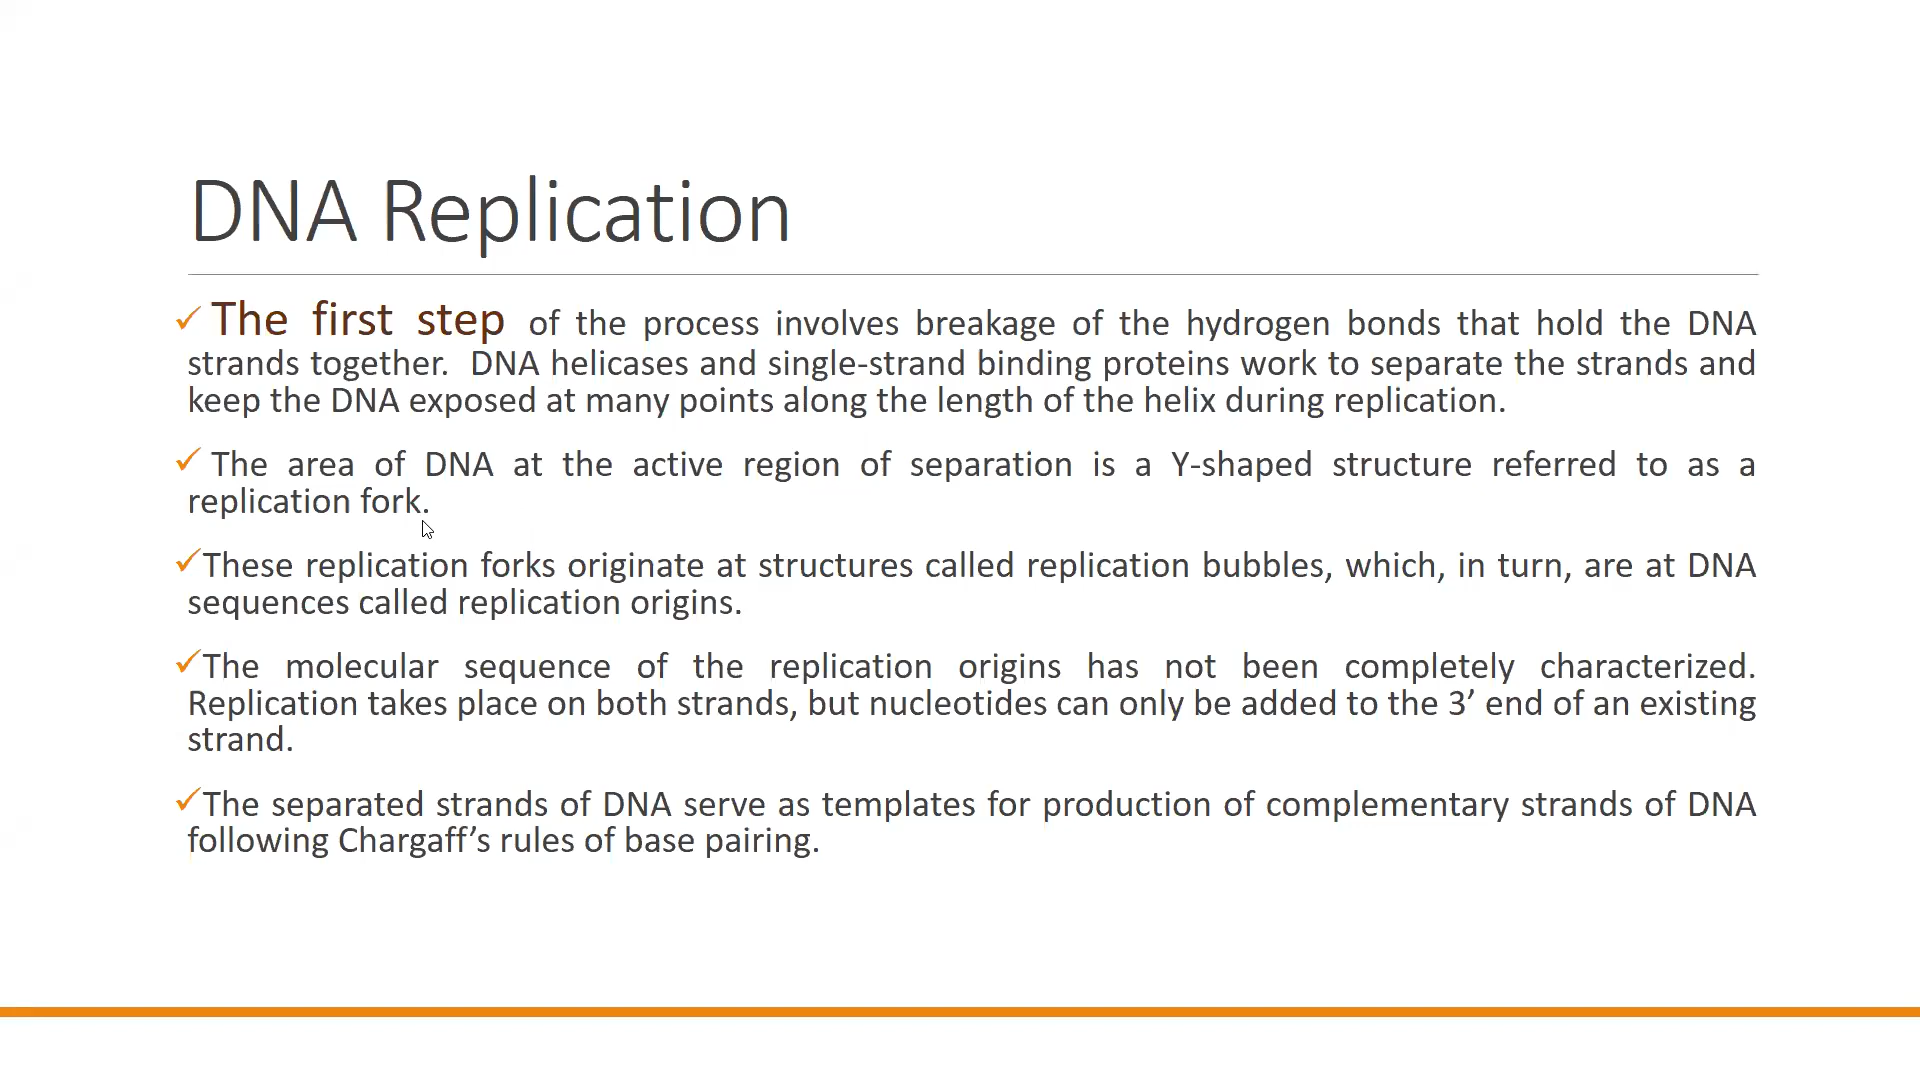 DNA Replication
✓ The first step of the process involves breakage of the hydrogen bonds that hold the DNA
strands together. DNA helicases and single-strand binding proteins work to separate the strands and
keep the DNA exposed at many points along the length of the helix during replication.
✓ The area of DNA at the active region of separation is a Y-shaped structure referred to as a
replication fork.
✓These replication forks originate at structures called replication bubbles, which, in turn, are at DNA
sequences called replication origins.
✓The molecular sequence of the replication origins has not been completely characterized.
Replication takes place on both strands, but nucleotides can only be added to the 3’ end of an existing
strand.
✓The separated strands of DNA serve as templates for production of complementary strands of DNA
following Chargaff’s rules of base pairing.